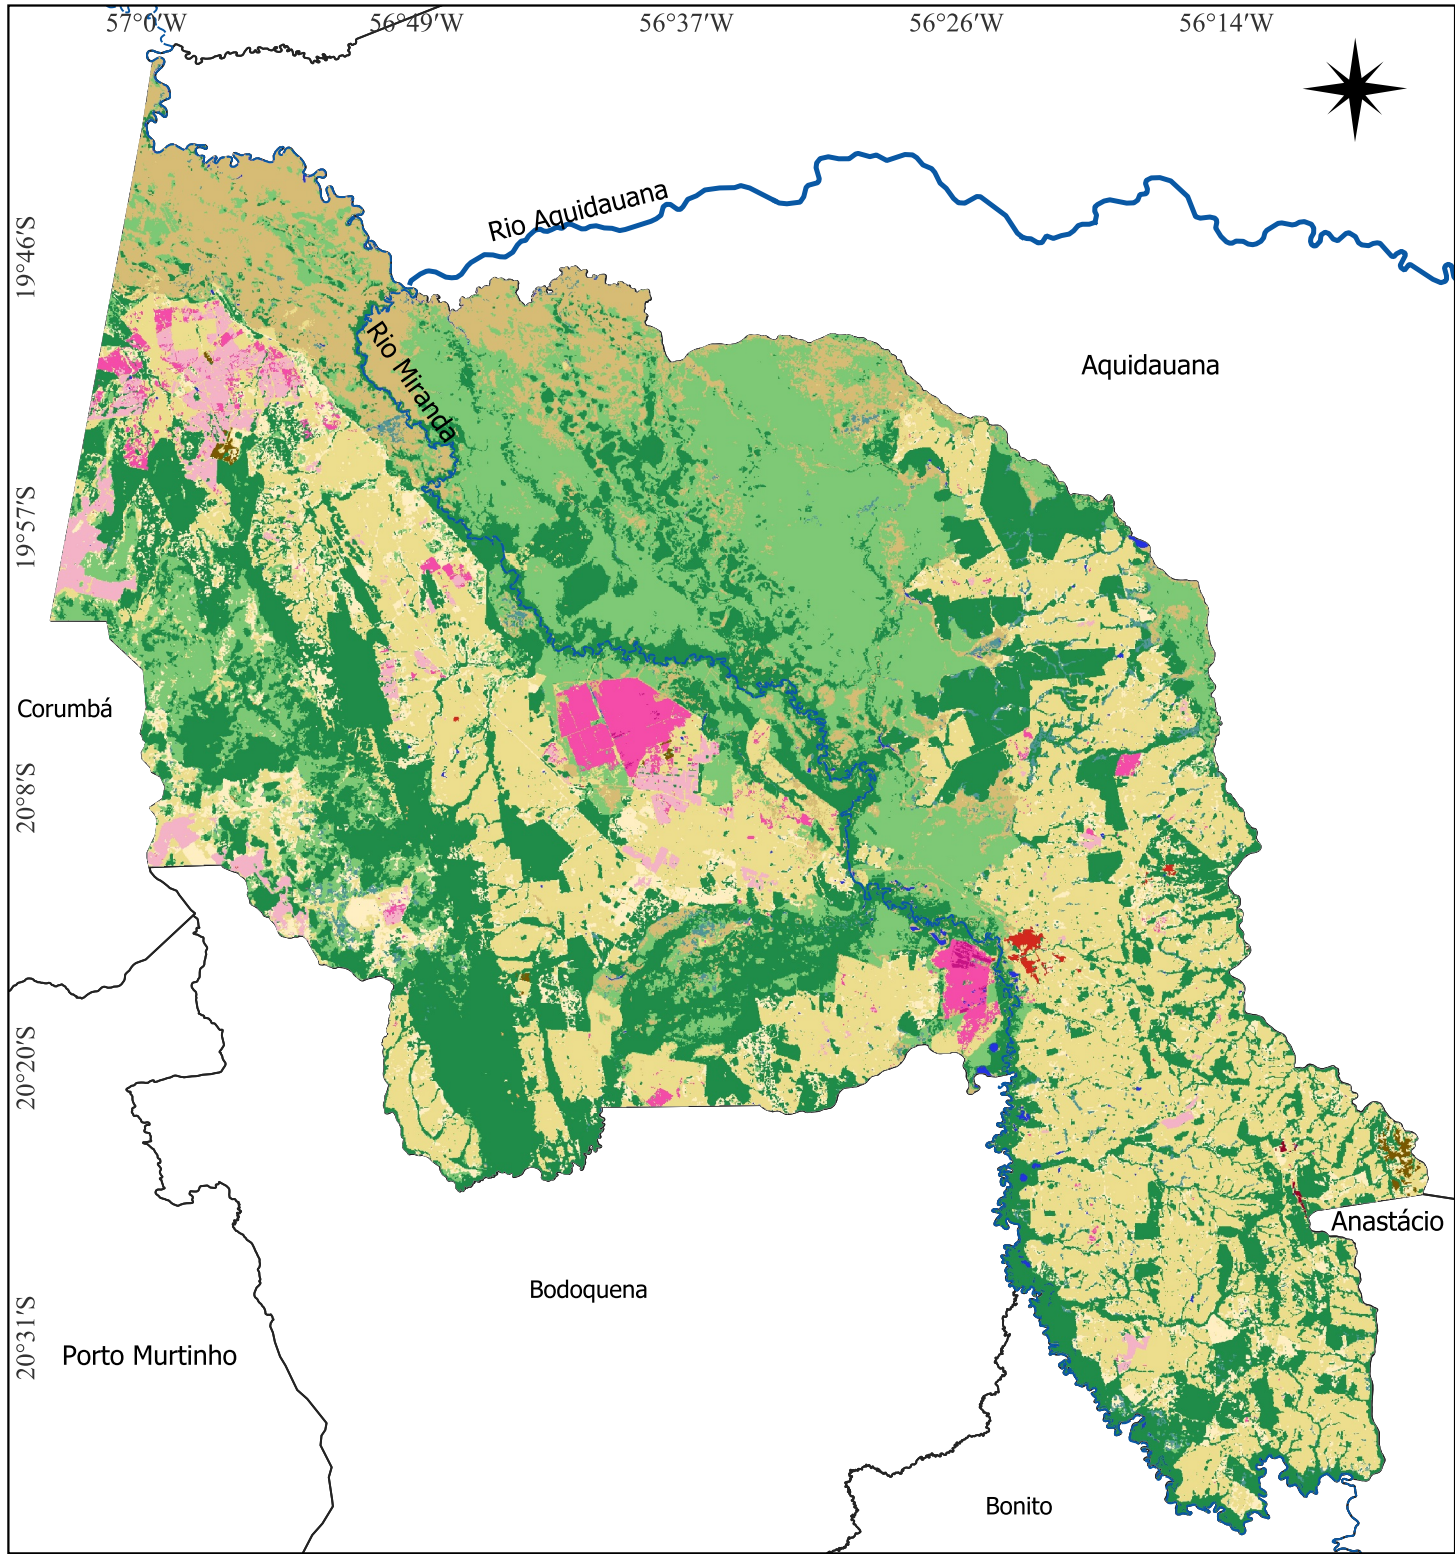 57°0'W
56°49'W
56°37'W
56°26'W
56°14'W
Rio Aquidauana
19°46'S
Rio Miranda
Aquidauana
19°57'S
Corumbá
20°8'S
20°20'S
Anastácio
Bodoquena
20°31'S
Porto Murtinho
Bonito